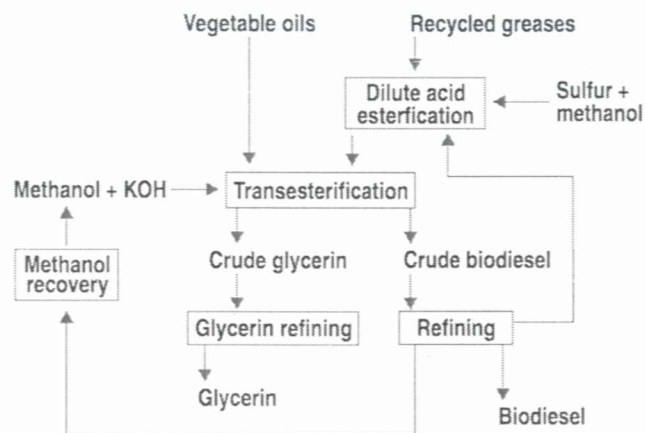 Vegetable oils
Recycled greases
Dilute acid
esterfication
Sulfur +
methanol
Methanol + KOH
Transesterification
Methanol
recovery
Crude glycerin
Crude biodiesel
Glycerin refining
Refining
Glycerin
Biodiesel